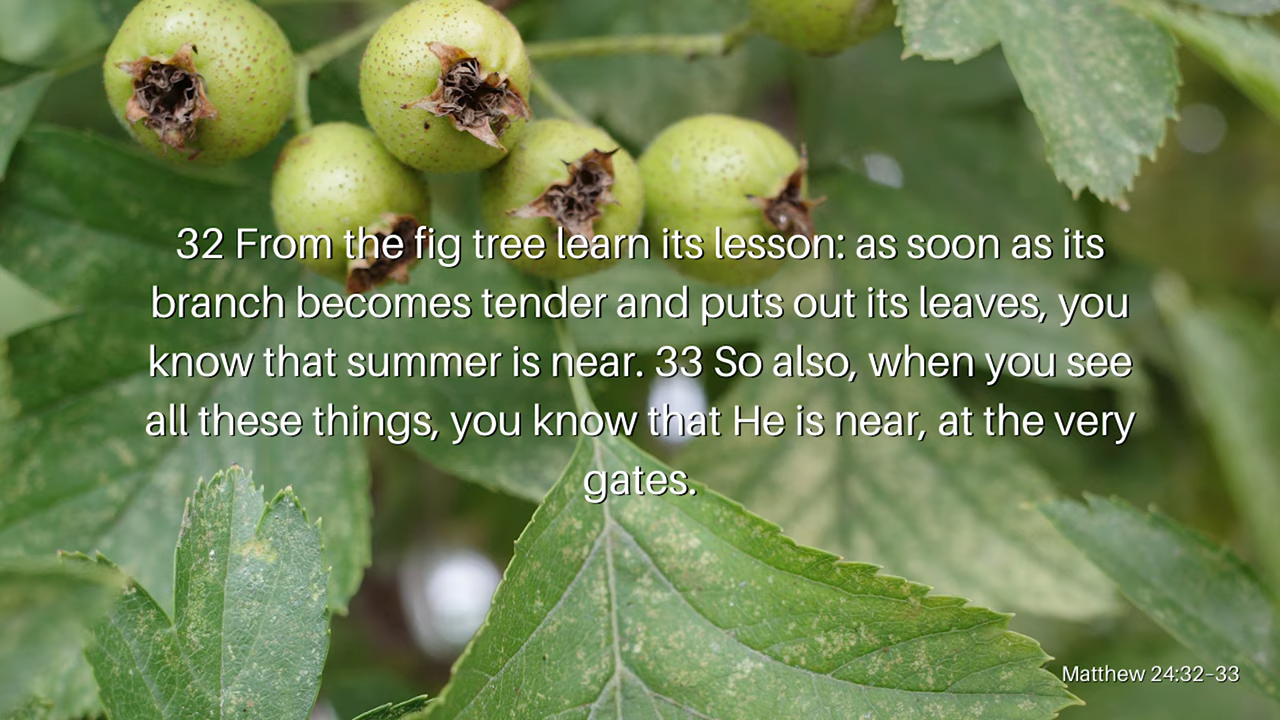 32 From the fig tree learn its lesson: as soon as its
branch becomes tender and puts out its leaves, you
know that summer is near. 33 So also, when you see
all these things, you know that He is near, at the very
gates.
Matthew 24:32–33